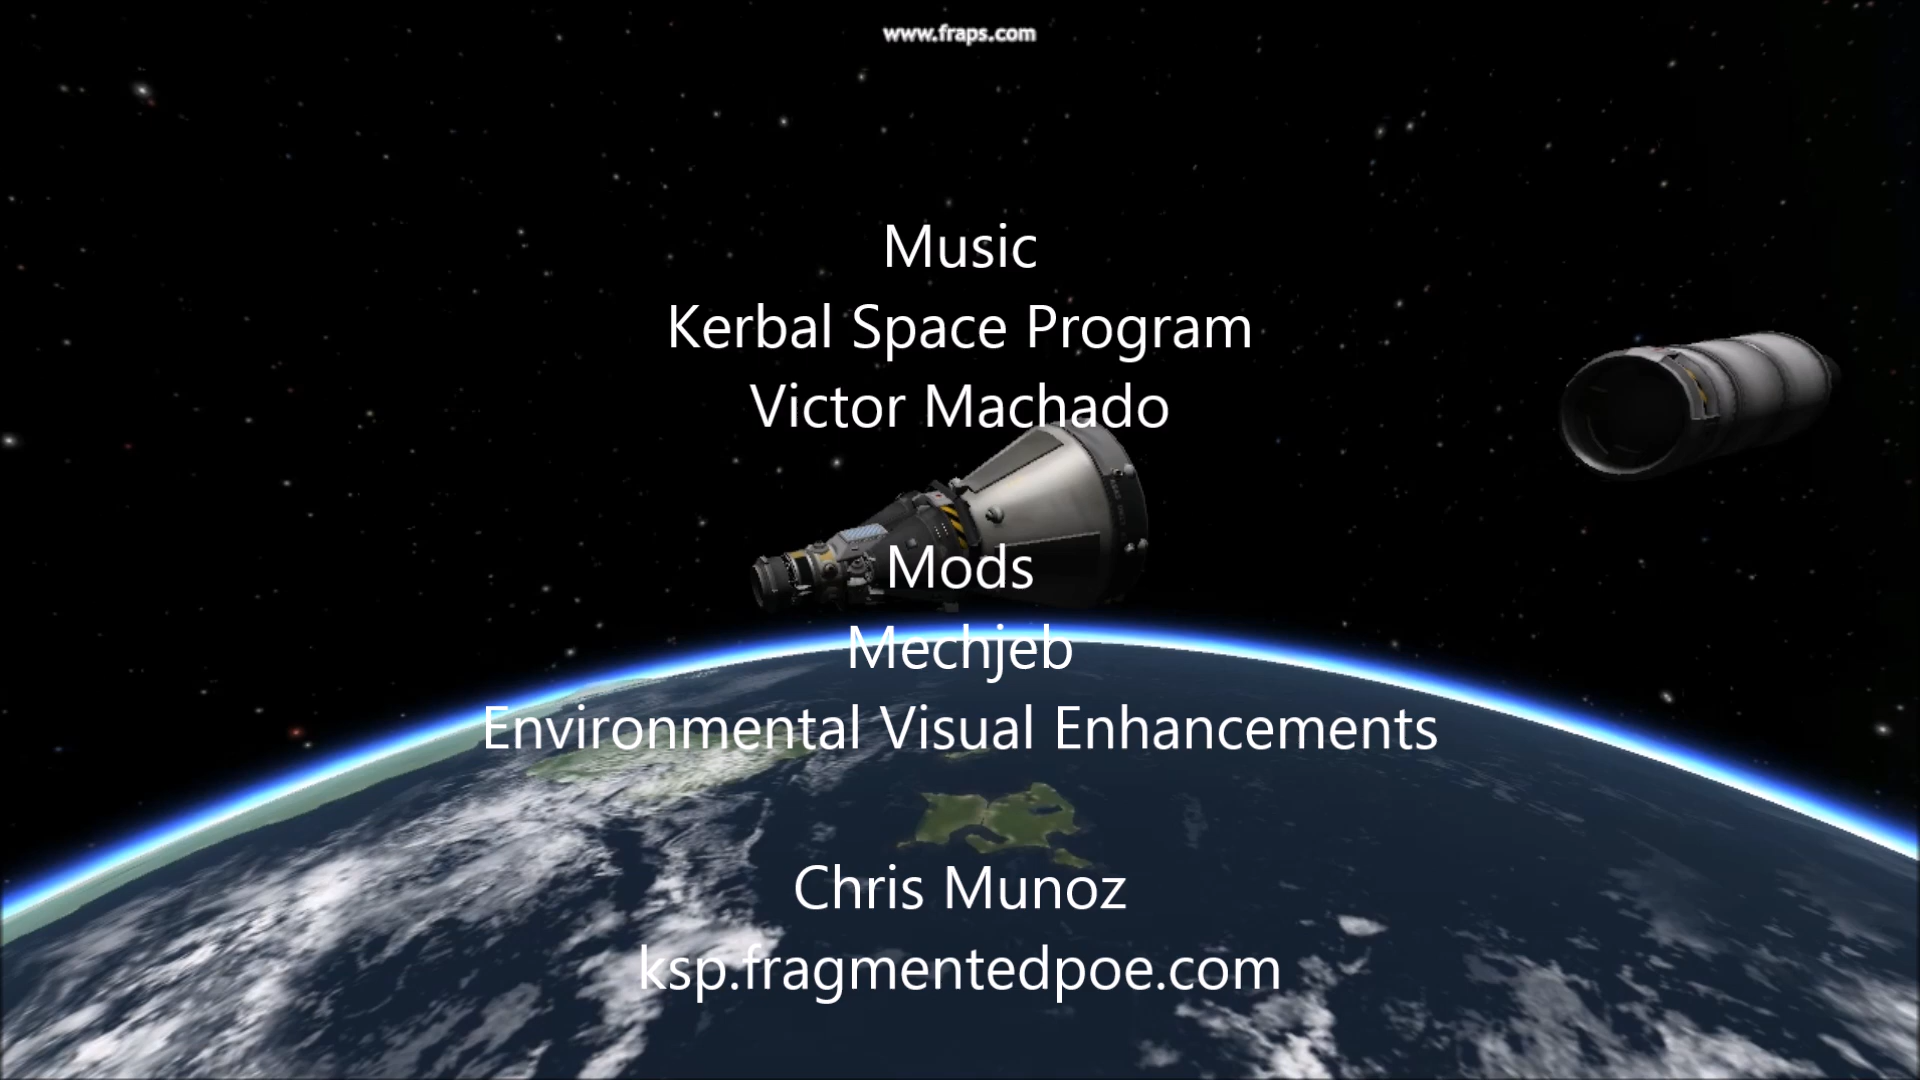 www.fraps.com
Music
Kerbal Space Program
Victor Machado
Mods
Mechjeb
Environmental Visual Enhancements
Chris Munoz
ksp.fragmentedpoe.com